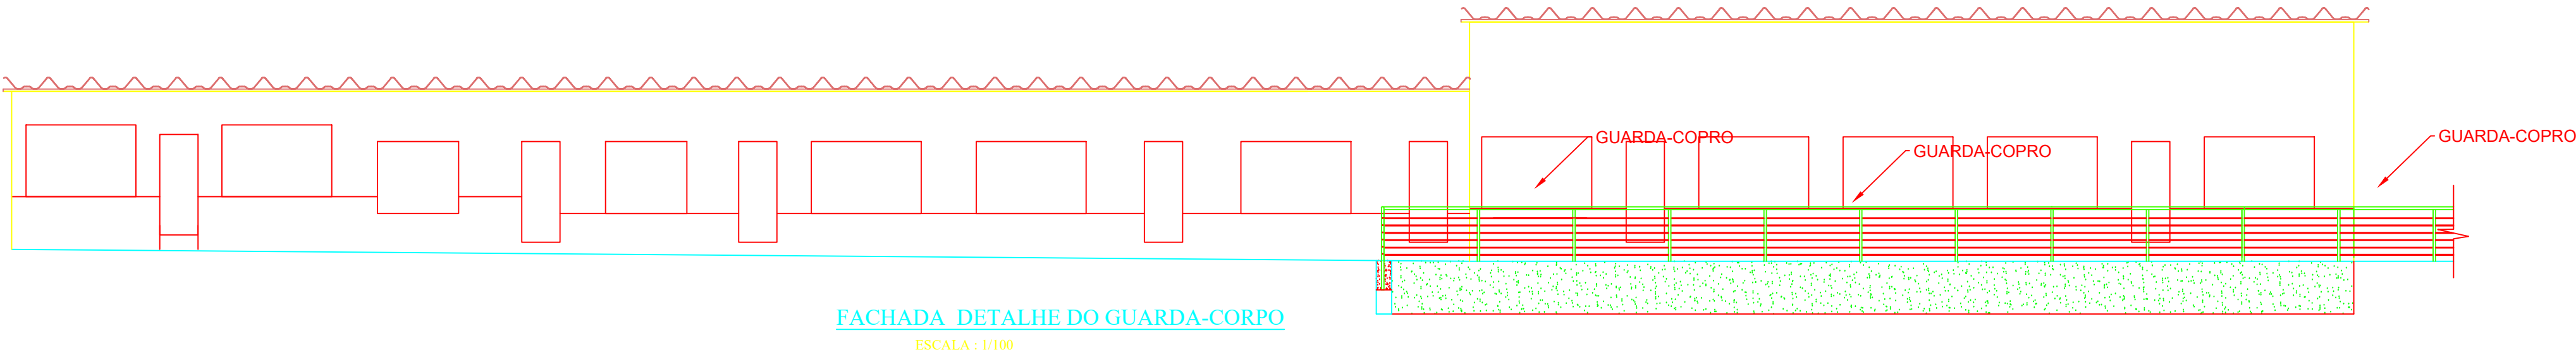 GUARDA-COPRO
GUARDA-COPRO
GUARDA-COPRO
FACHADA DETALHE DO GUARDA-CORPO
ESCALA : 1/100